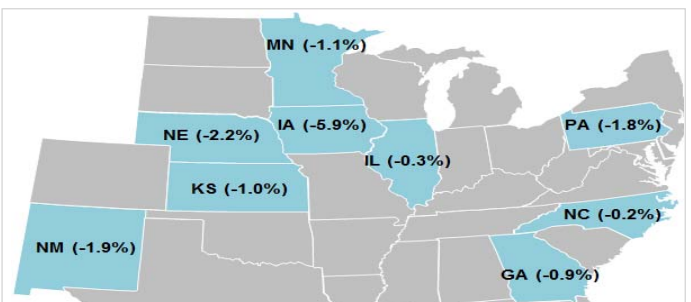 MN (-1.1%)
NE (-2.2%)
IA (-5.9%)
PA (-1.8%)
IL (-0.3%)
KS (-1.0%)
NC (-0.2%)
NM (-1.9%)
GA (-0.9%)